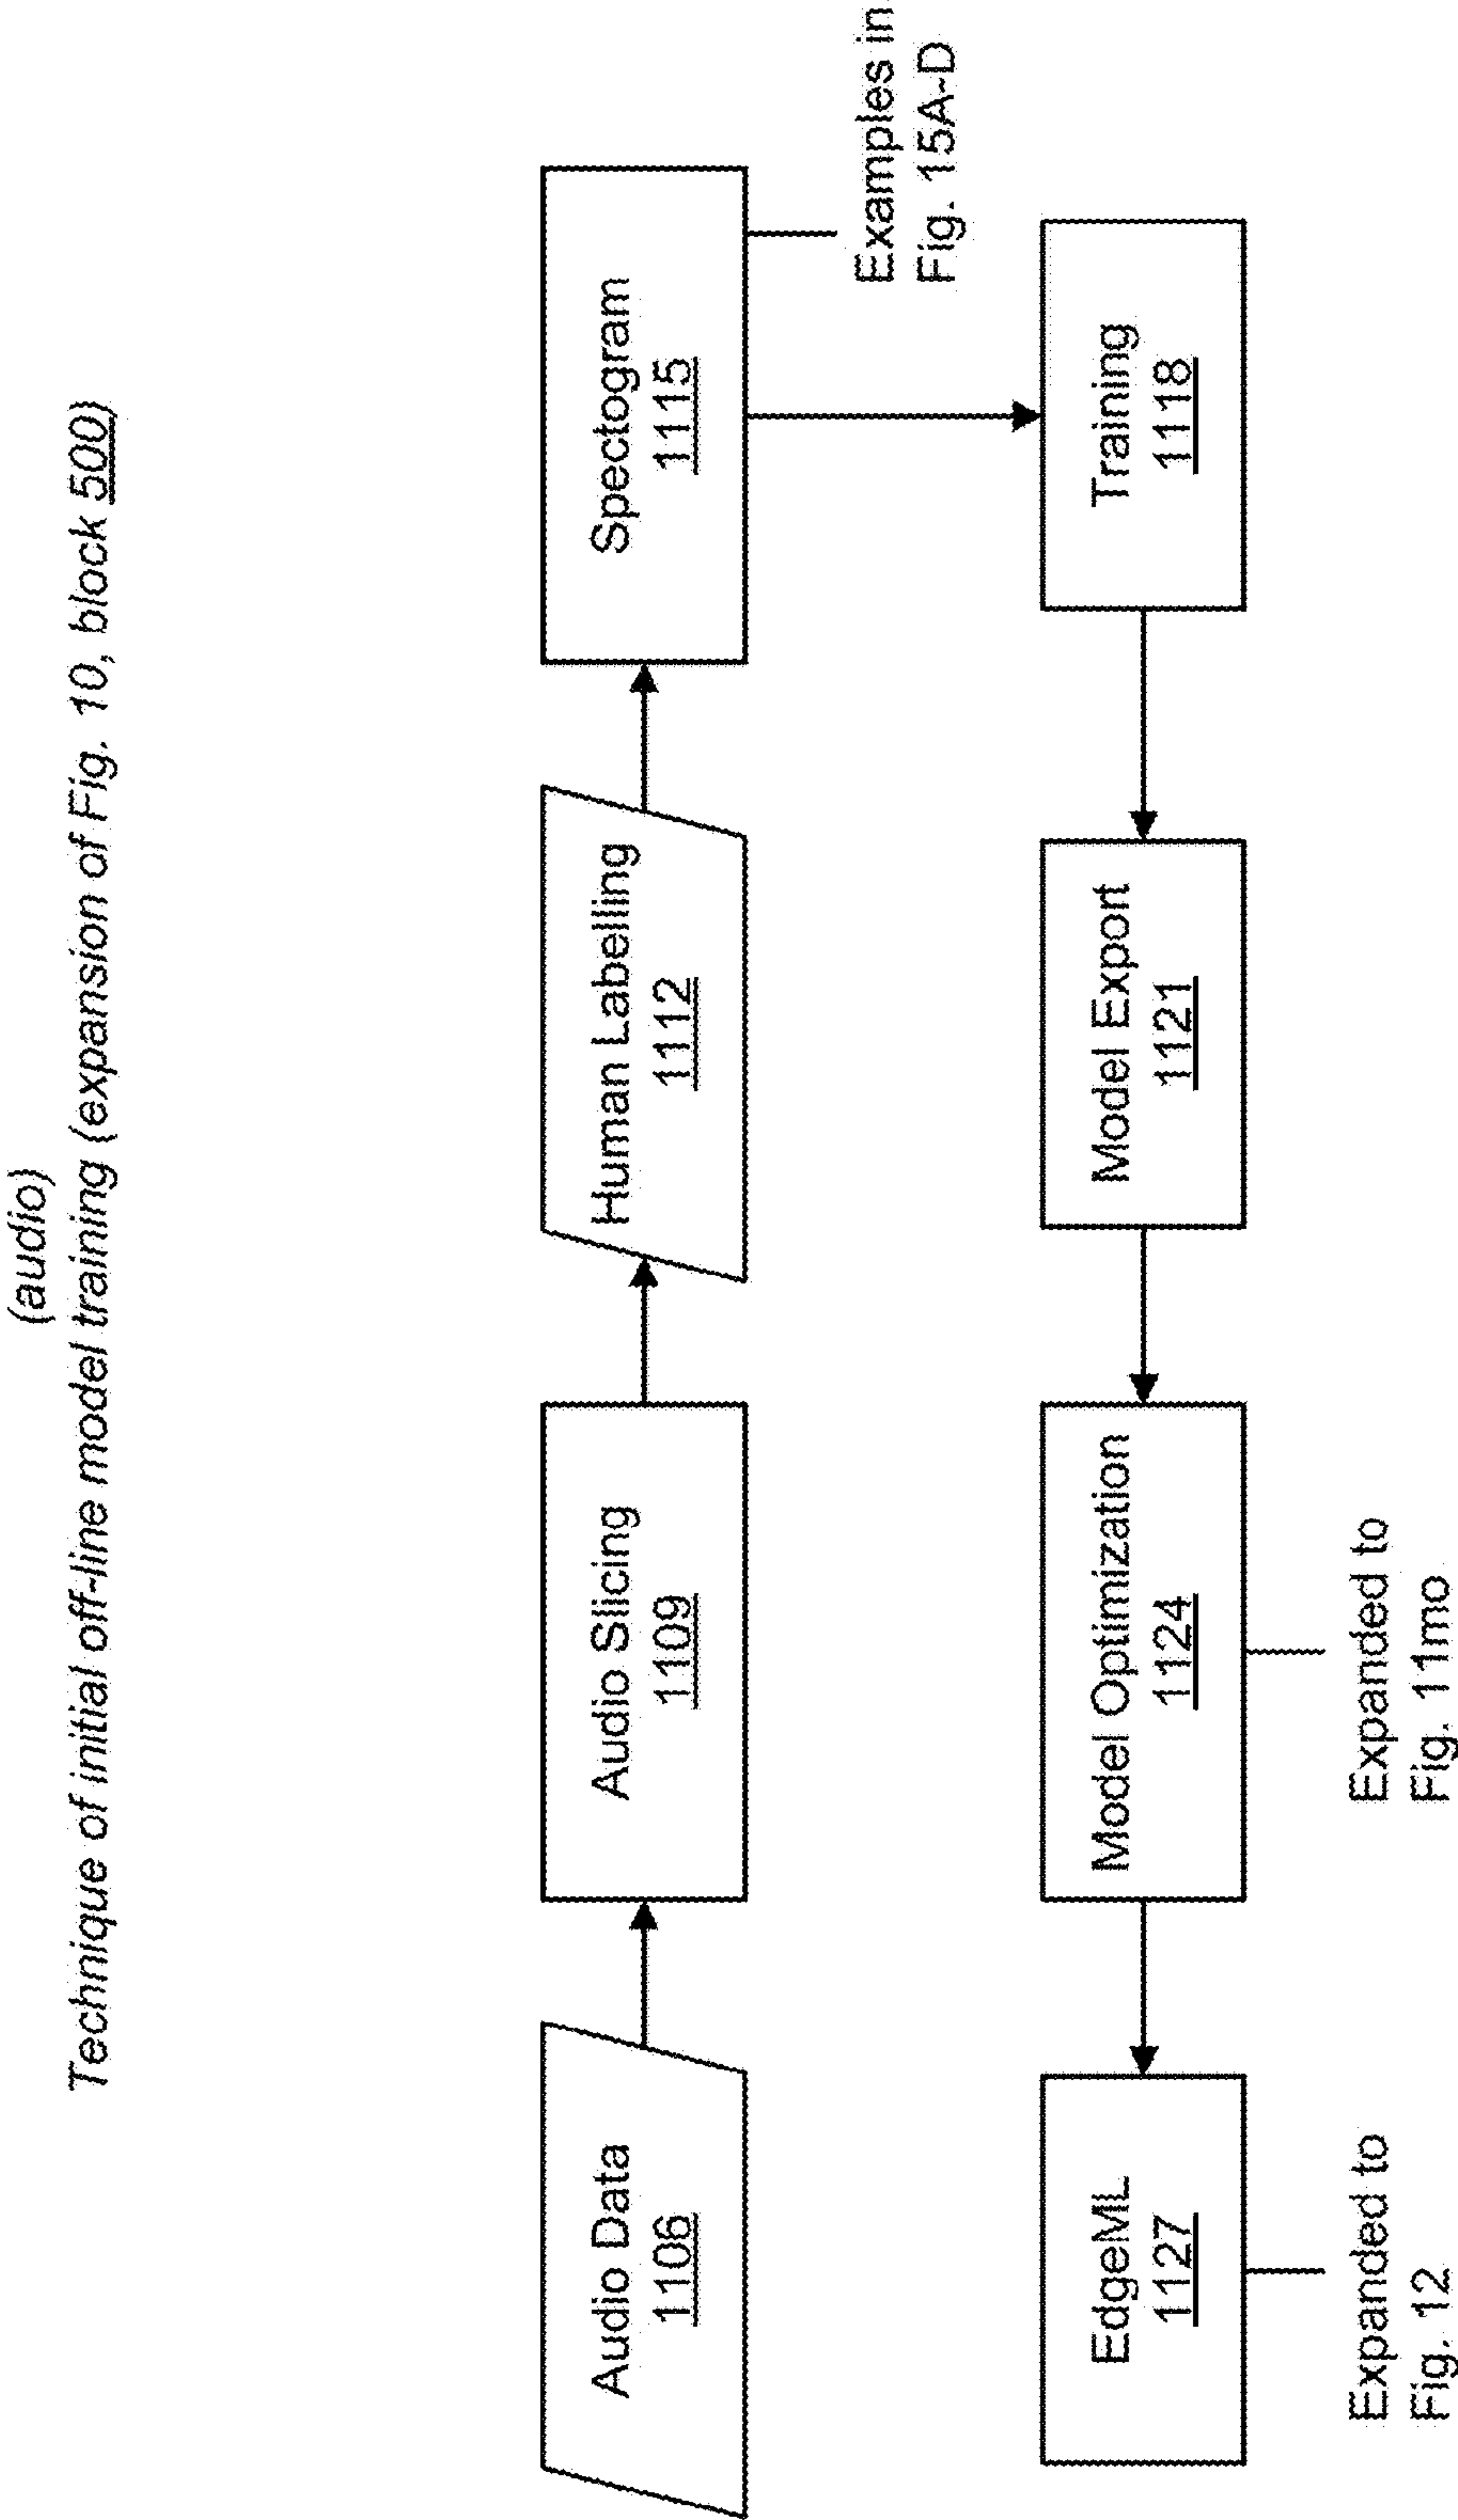 (audio)
Technique of initial off-line model training (expansion of Fig. 10, block 500)
Audio Data
1106
Audio Slicing
1109
Human Labelling
1112
Spectogram
1115
Examples in
Fig. 15A-D
EdgeML
1127
Model Optimization
1124
Model Export
1121
Training
1118
Expanded to
Fig. 12
Expanded to
Fig. 11mo